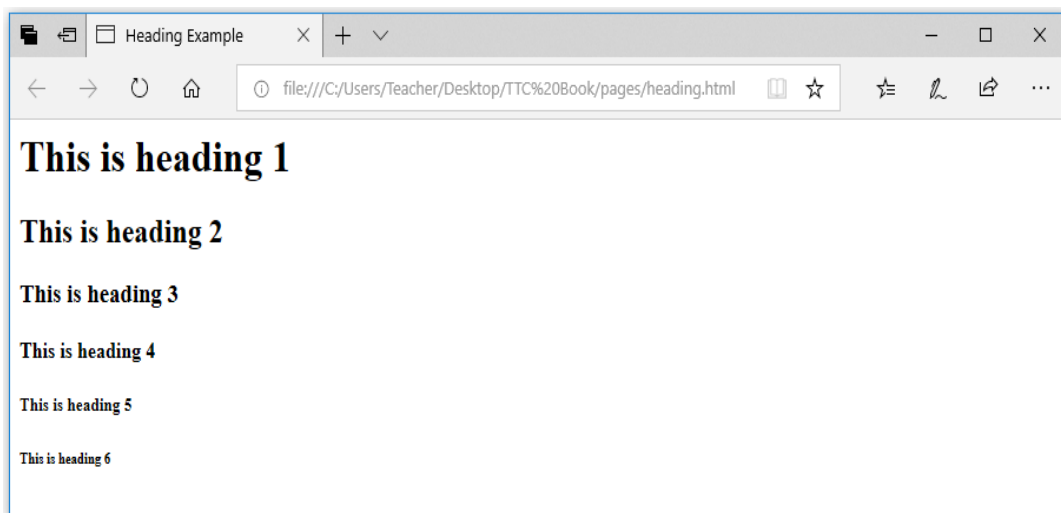 Heading Example
file:///C:/Users/Teacher/Desktop/TTC%20Book/pages/heading.html
This is heading 1
This is heading 2
This is heading 3
This is heading 4
This is heading 5
This is heading 6